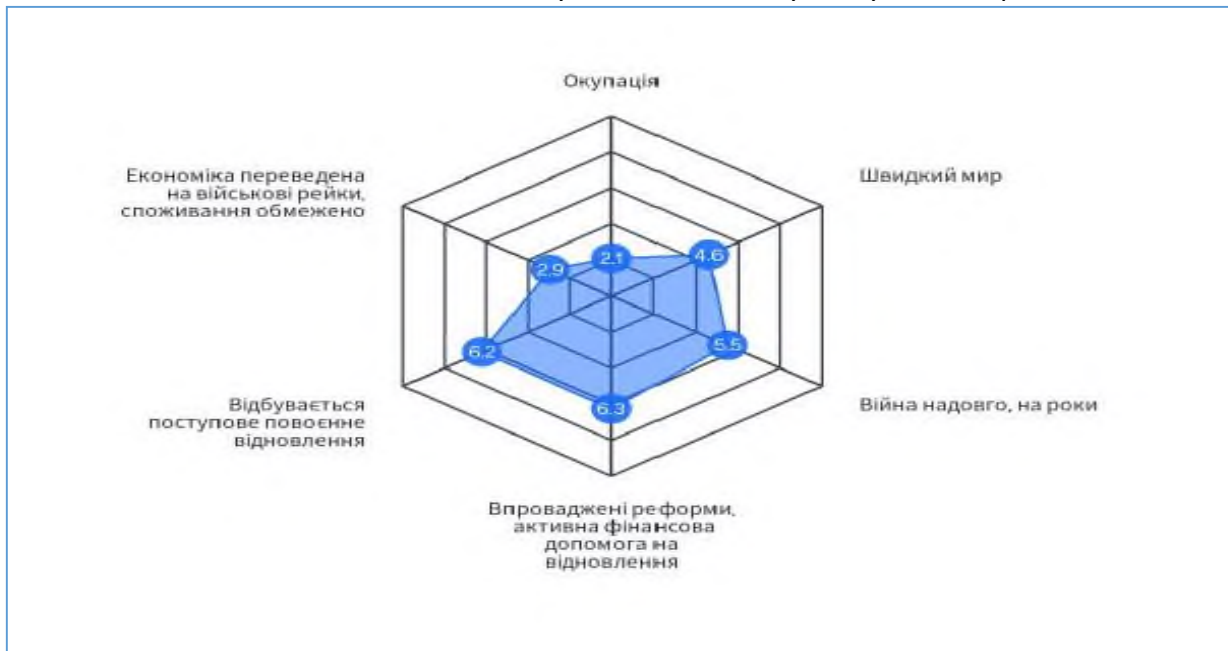 Окупація
Економіка переведена
на військові рейки,
споживання обмежено
Швидкий мир
2.1
4.6
2.9
5.5
6.2
6.3
Відбувається
поступове повоєнне
відновлення
Війна надовго, на роки
Впроваджені реформи,
активна фінансова
допомога на
відновлення